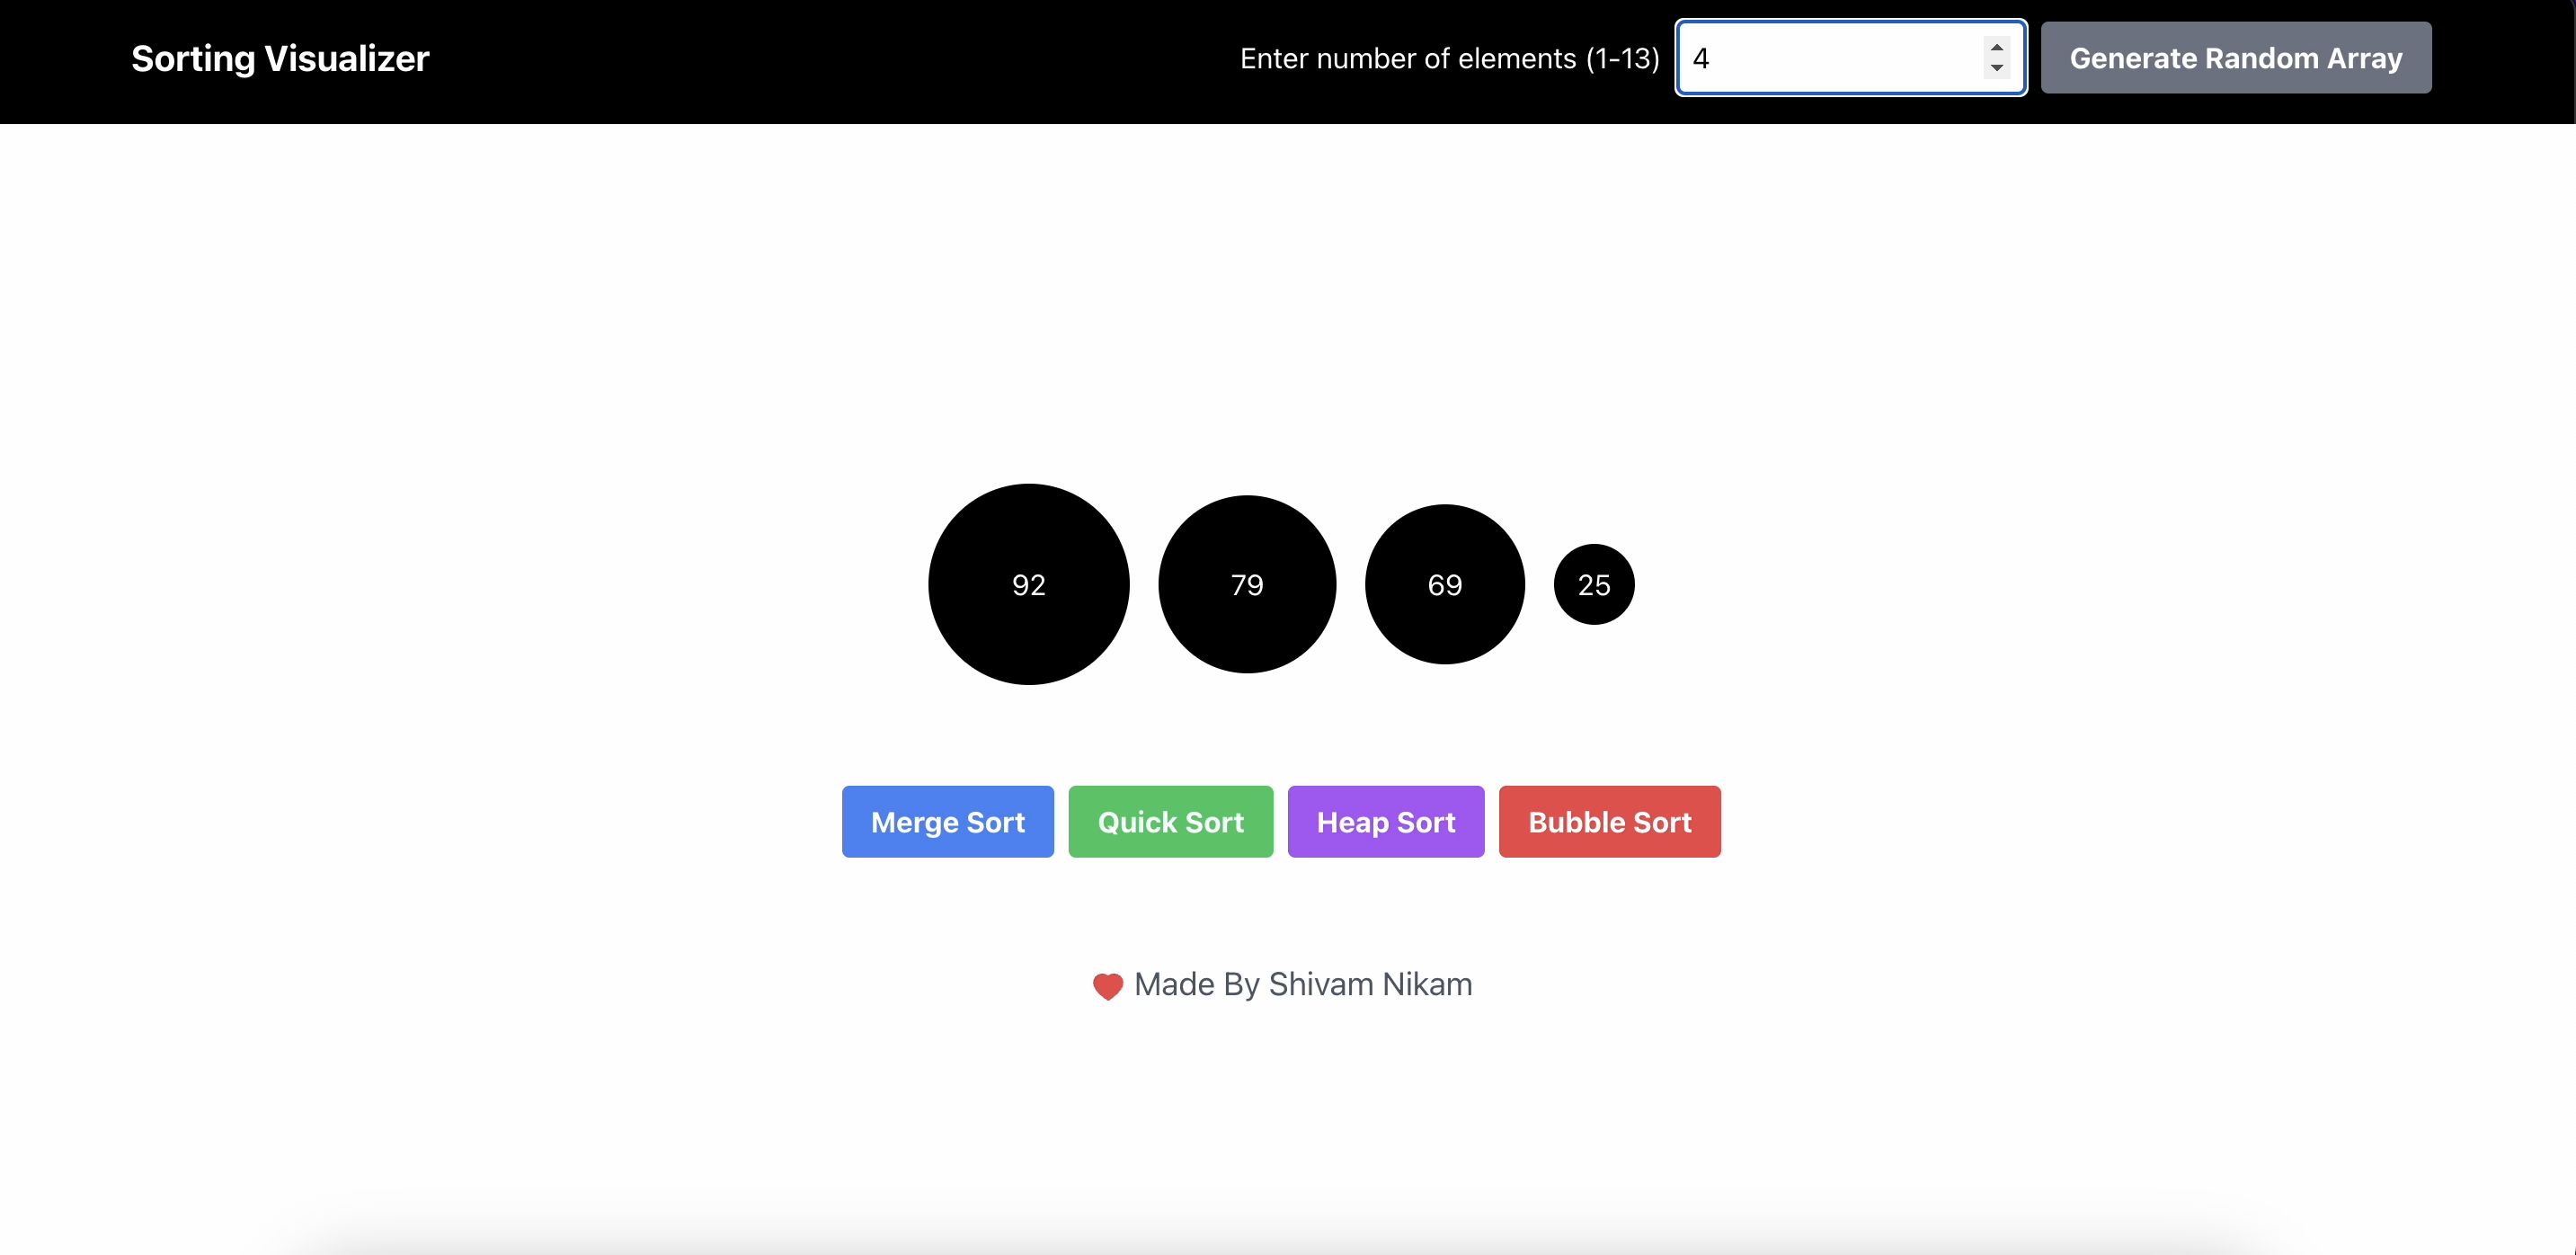 Sorting Visualizer
Enter number of elements (1-13)
4
Generate Random Array
92 79 69 25
Merge Sort
Quick Sort
Heap Sort
Bubble Sort
Made By Shivam Nikam